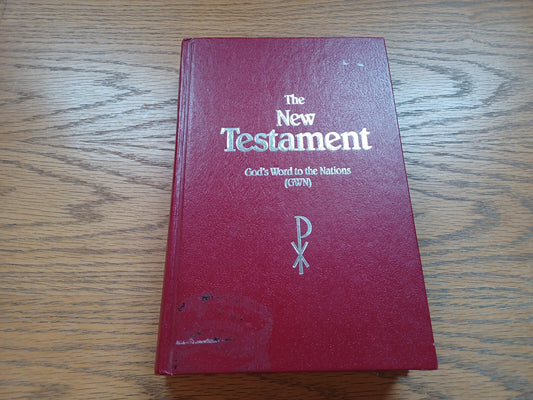 The
New
Testament
God's Word to the Nations
(GWN)